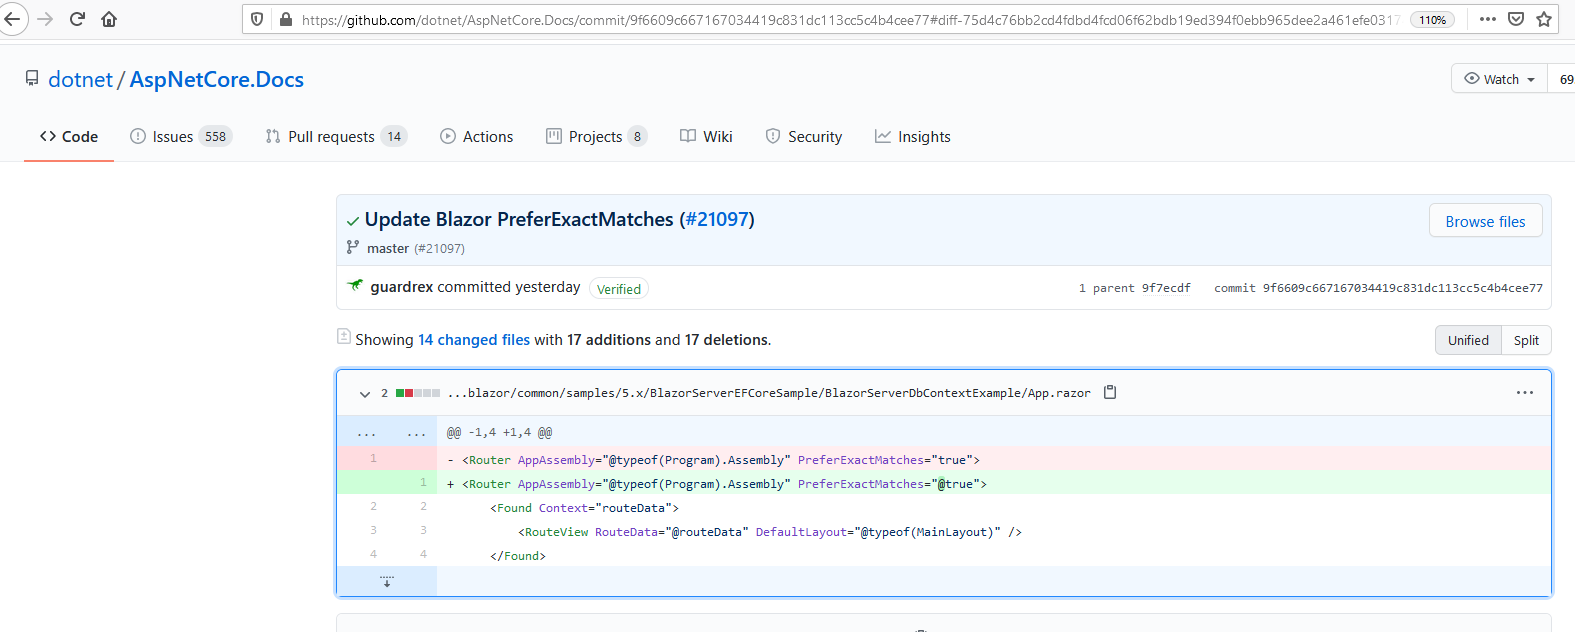 https://github.com/dotnet/AspNetCore.Docs/commit/9f6609c667167034419c831dc113cc5c4b4cee77#diff-75d4c76bb2cd4fdbd4fcd06f62bdb19ed394f0ebb965dee2a461efe0317 110%
dotnet / AspNetCore.Docs
Watch 69
Code Issues 558 Pull requests 14 Actions Projects 8 Wiki Security Insights
Update Blazor PreferExactMatches (#21097)
Browse files
master (#21097)
guardrex committed yesterday Verified 1 parent 9f7ecdf commit 9f6609c667167034419c831dc113cc5c4b4cee77
Showing 14 changed files with 17 additions and 17 deletions. Unified Split
2 ...blazor/common/samples/5.x/BlazorServerEFCoreSample/BlazorServerDbContextExample/App.razor
... ... @@ -1,4 +1,4 @@
1 - <Router AppAssembly="@typeof(Program).Assembly" PreferExactMatches="true">
1 + <Router AppAssembly="@typeof(Program).Assembly" PreferExactMatches="@true">
2 2 <Found Context="routeData">
3 3 <RouteView RouteData="@routeData" DefaultLayout="@typeof(MainLayout)" />
4 4 </Found>